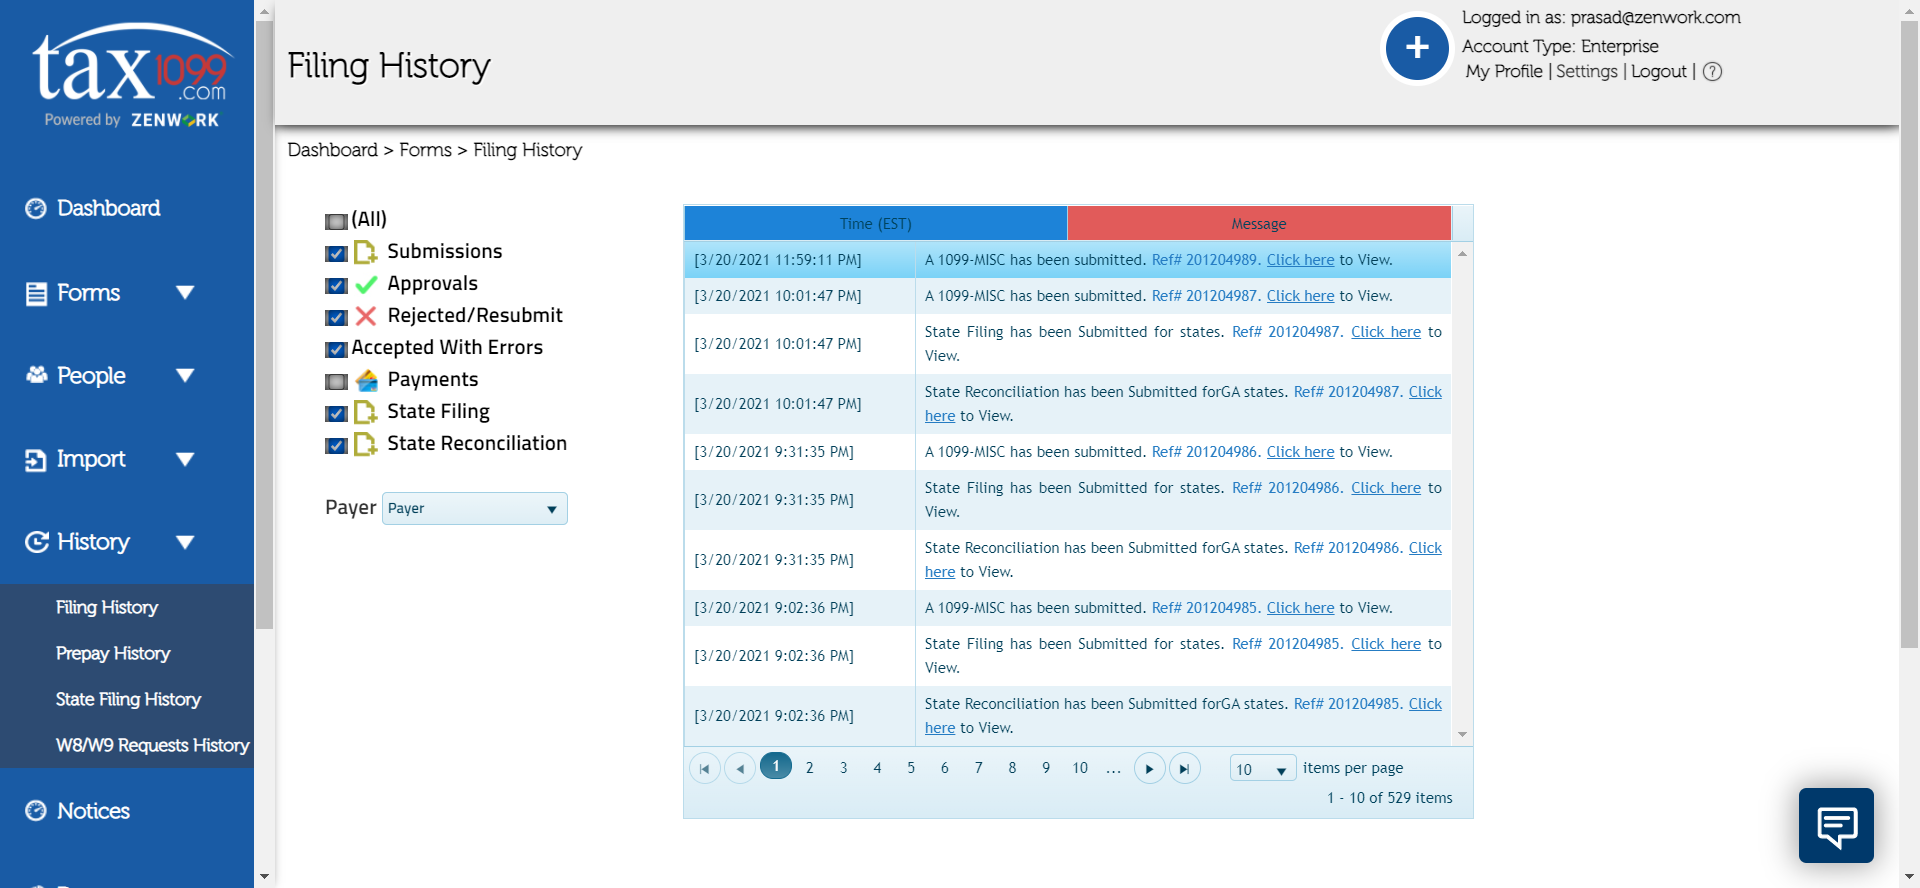 tax1099
.com
Powered by ZENWORK
Dashboard
Forms
People
Import
History
Filing History
Prepay History
State Filing History
W8/W9 Requests History
Notices
Filing History
+
Logged in as: prasad@zenwork.com
Account Type: Enterprise
My Profile | Settings | Logout | ?
Dashboard > Forms > Filing History
(All)
Submissions
Approvals
Rejected/Resubmit
Accepted With Errors
Payments
State Filing
State Reconciliation
Payer Payer
Time (EST) Message
[3/20/2021 11:59:11 PM] A 1099-MISC has been submitted. Ref# 201204989. Click here to View.
[3/20/2021 10:01:47 PM] A 1099-MISC has been submitted. Ref# 201204987. Click here to View.
[3/20/2021 10:01:47 PM] State Filing has been Submitted for states. Ref# 201204987. Click here to
View.
[3/20/2021 10:01:47 PM] State Reconciliation has been Submitted forGA states. Ref# 201204987. Click
here to View.
[3/20/2021 9:31:35 PM] A 1099-MISC has been submitted. Ref# 201204986. Click here to View.
[3/20/2021 9:31:35 PM] State Filing has been Submitted for states. Ref# 201204986. Click here to
View.
[3/20/2021 9:31:35 PM] State Reconciliation has been Submitted forGA states. Ref# 201204986. Click
here to View.
[3/20/2021 9:02:36 PM] A 1099-MISC has been submitted. Ref# 201204985. Click here to View.
[3/20/2021 9:02:36 PM] State Filing has been Submitted for states. Ref# 201204985. Click here to
View.
[3/20/2021 9:02:36 PM] State Reconciliation has been Submitted forGA states. Ref# 201204985. Click
here to View.
1 2 3 4 5 6 7 8 9 10 ... 10 items per page
1 - 10 of 529 items